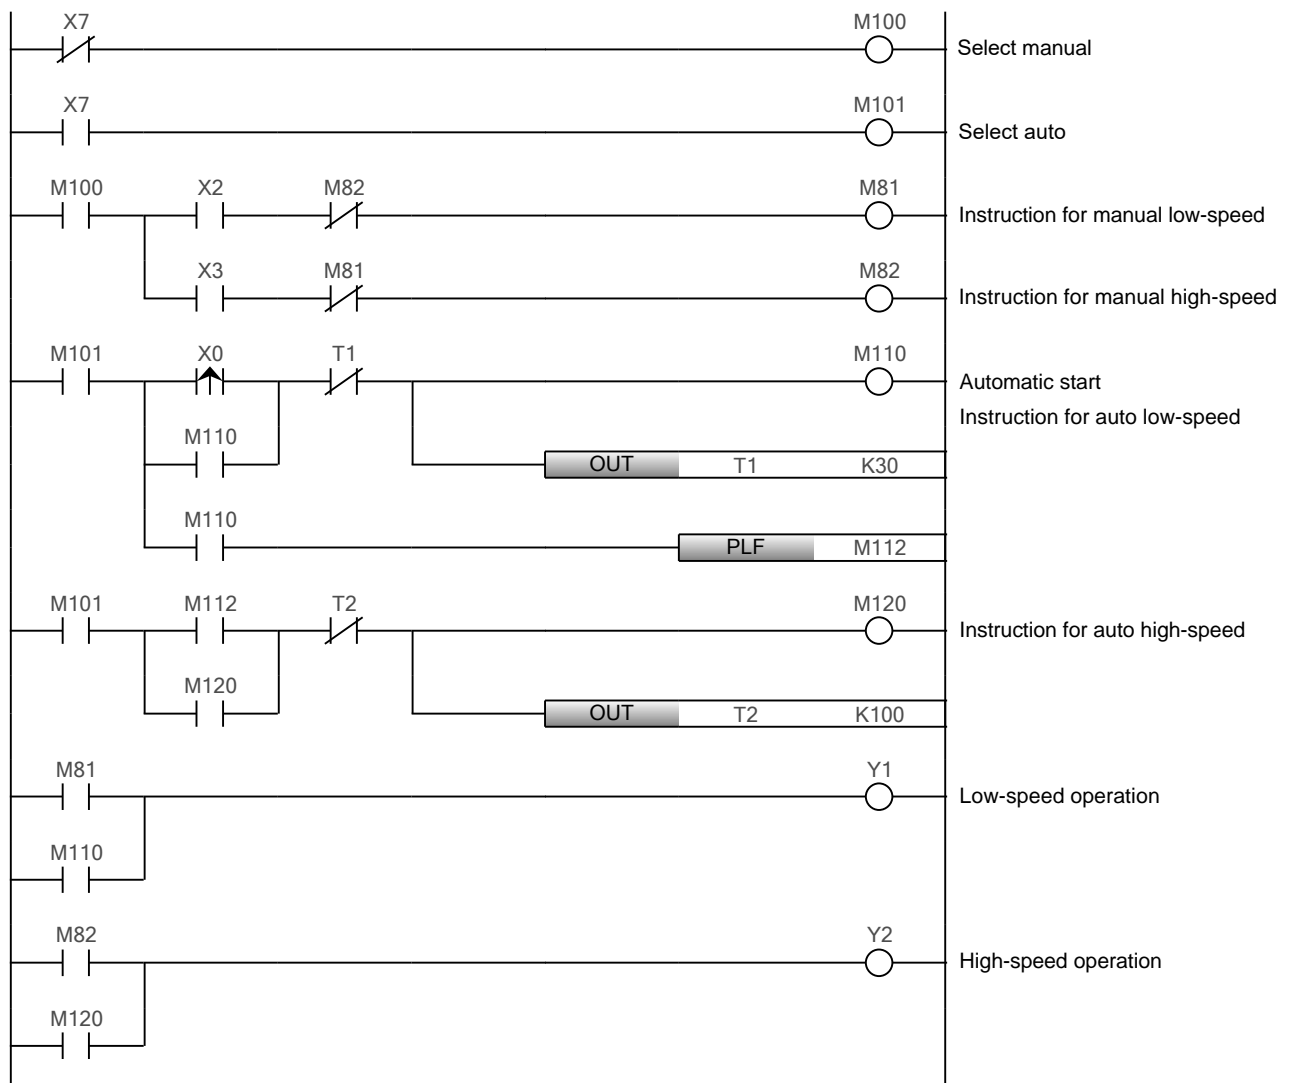 X7 M100
Select manual
X7 M101
Select auto
M100 X2 M82 M81
Instruction for manual low-speed
X3 M81 M82
Instruction for manual high-speed
M101 X0 T1 M110
Automatic start
Instruction for auto low-speed
M110
OUT T1 K30
M110
PLF M112
M101 M112 T2 M120
Instruction for auto high-speed
M120
OUT T2 K100
M81 Y1
Low-speed operation
M110
M82 Y2
High-speed operation
M120